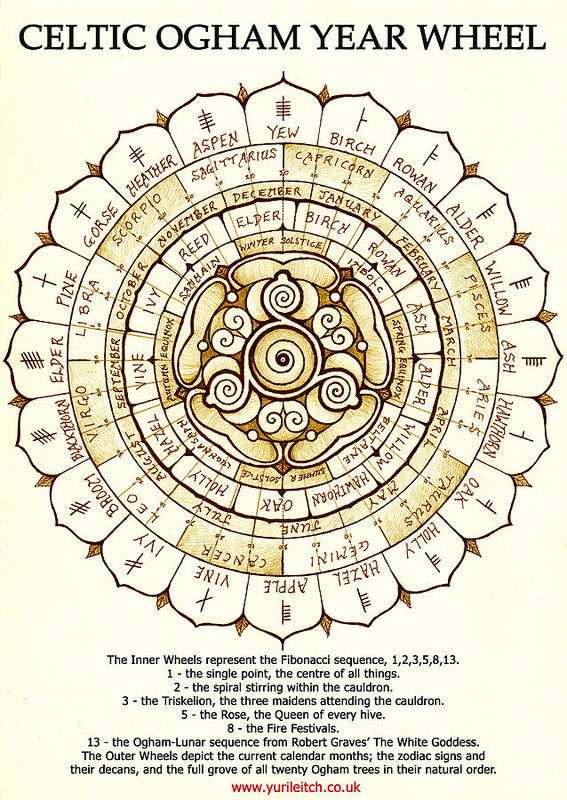 CELTIC OGHAM YEAR WHEEL
YEW
BIRCH
ROWAN
ALDER
WILLOW
ASH
HAWTHORN
OAK
HOLLY
HAZEL
APPLE
VINE
IVY
BROOM
BLACKTHORN
ELDER
PINE
GORSE
HEATHER
ASPEN
CAPRICORN
AQUARIUS
PISCES
ARIES
TAURUS
GEMINI
CANCER
LEO
VIRGO
LIBRA
SCORPIO
SAGITTARIUS
JANUARY
FEBRUARY
MARCH
APRIL
MAY
JUNE
JULY
AUGUST
SEPTEMBER
OCTOBER
NOVEMBER
DECEMBER
BIRCH
ROWAN
ASH
ALDER
WILLOW
HAWTHORN
OAK
HOLLY
HAZEL
VINE
IVY
REED
ELDER
WINTER SOLSTICE
IMBOLC
SPRING EQUINOX
BELTAINE
SUMMER SOLSTICE
LUGHNASADH
AUTUMN EQUINOX
SAMHAIN
The Inner Wheels represent the Fibonacci sequence, 1,2,3,5,8,13.
1 - the single point, the centre of all things.
2 - the spiral stirring within the cauldron.
3 - the Triskelion, the three maidens attending the cauldron.
5 - the Rose, the Queen of every hive.
8 - the Fire Festivals.
13 - the Ogham-Lunar sequence from Robert Graves' The White Goddess.
The Outer Wheels depict the current calendar months; the zodiac signs and
their decans, and the full grove of all twenty Ogham trees in their natural order.
www.yurileitch.co.uk